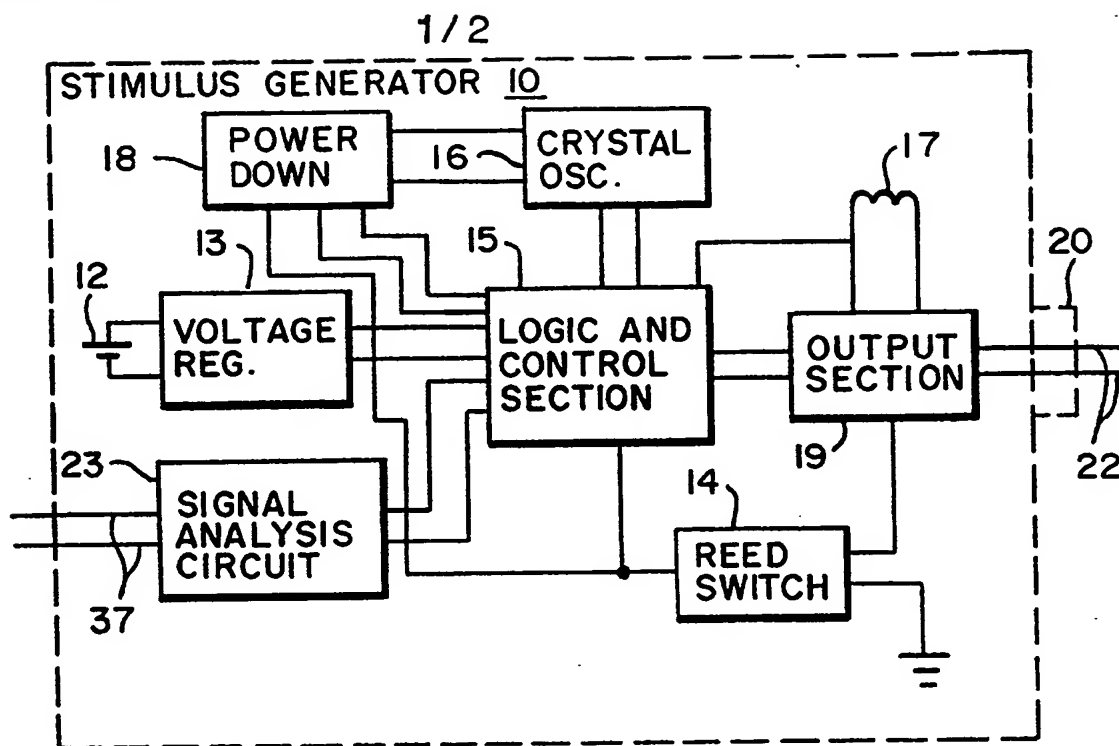 1/2
STIMULUS GENERATOR 10
POWER
DOWN
18
CRYSTAL
OSC.
16
17
15
13
12
20
VOLTAGE
REG.
LOGIC AND
CONTROL
SECTION
OUTPUT
SECTION
19
22
23
SIGNAL
ANALYSIS
CIRCUIT
37
14
REED
SWITCH